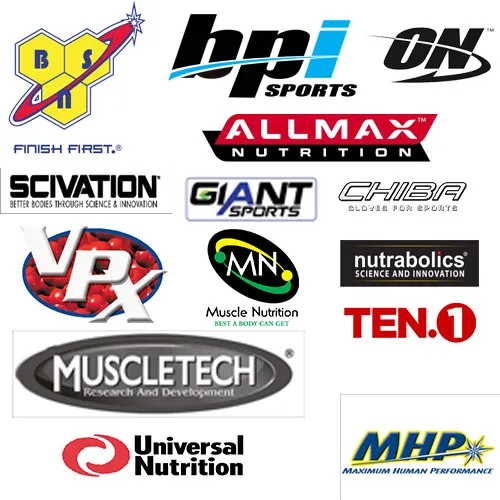 B S
n
FINISH FIRST.®
bpi
SPORTS
ON™
ALLMAX™
NUTRITION
SCIVATION®
BETTER BODIES THROUGH SCIENCE & INNOVATION
GIANT
SPORTS
CHIBA
GLOVES FOR SPORTS
VPX
MN
Muscle Nutrition
BEST A BODY CAN GET
nutrabolics®
SCIENCE AND INNOVATION
TEN.1
MUSCLETECH®
Research And Development
Universal
Nutrition
MHP
MAXIMUM HUMAN PERFORMANCE